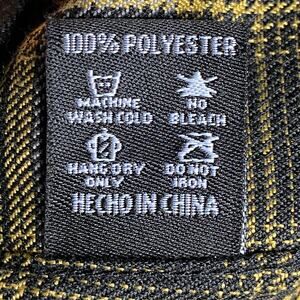 100% POLYESTER
MACHINE WASH COLD
NO BLEACH
HANG DRY ONLY
DO NOT IRON
HECHO IN CHINA